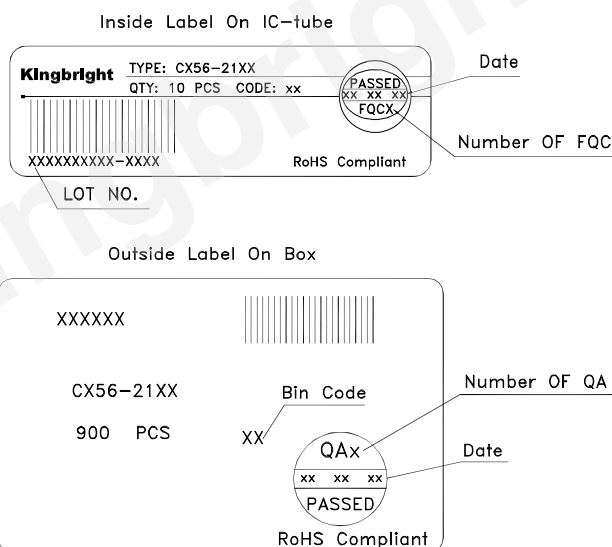 Inside Label On IC-tube
Kingbright
TYPE: CX56-21XX
QTY: 10 PCS CODE: xx
PASSED
xx xx xx
FQCX
Date
Number OF FQC
XXXXXXXXXX-XXXX
RoHS Compliant
LOT NO.
Outside Label On Box
XXXXXX
CX56-21XX
Bin Code
Number OF QA
900 PCS
XX
QAx
Date
xx xx xx
PASSED
RoHS Compliant